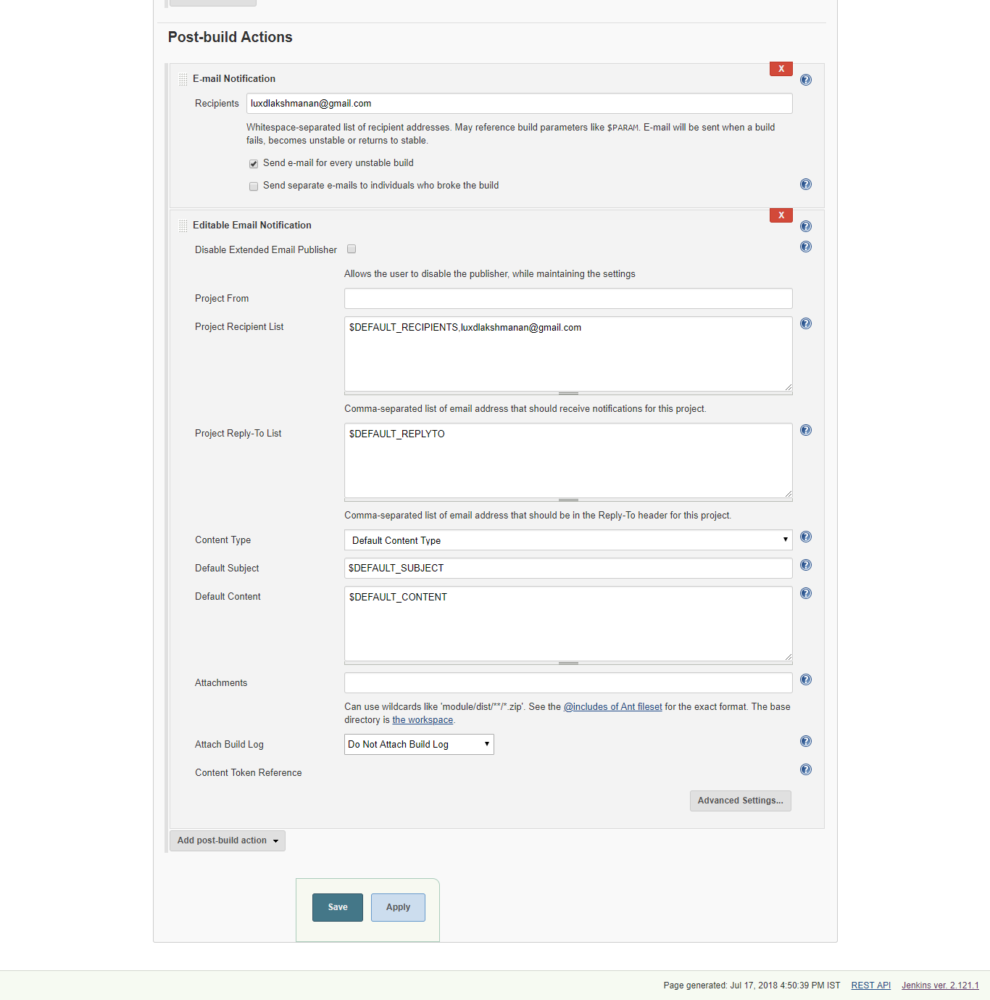 Post-build Actions
X
E-mail Notification
Recipients luxdlakshmanan@gmail.com
Whitespace-separated list of recipient addresses. May reference build parameters like $PARAM. E-mail will be sent when a build
fails, becomes unstable or returns to stable.
Send e-mail for every unstable build
Send separate e-mails to individuals who broke the build
X
Editable Email Notification
Disable Extended Email Publisher
Allows the user to disable the publisher, while maintaining the settings
Project From
Project Recipient List $DEFAULT_RECIPIENTS,luxdlakshmanan@gmail.com
Comma-separated list of email address that should receive notifications for this project.
Project Reply-To List $DEFAULT_REPLYTO
Comma-separated list of email address that should be in the Reply-To header for this project.
Content Type Default Content Type
Default Subject $DEFAULT_SUBJECT
Default Content $DEFAULT_CONTENT
Attachments
Can use wildcards like 'module/dist/**/*.zip'. See the @includes of Ant fileset for the exact format. The base
directory is the workspace.
Attach Build Log Do Not Attach Build Log
Content Token Reference
Advanced Settings...
Add post-build action
Save Apply
Page generated: Jul 17, 2018 4:50:39 PM IST REST API Jenkins ver. 2.121.1